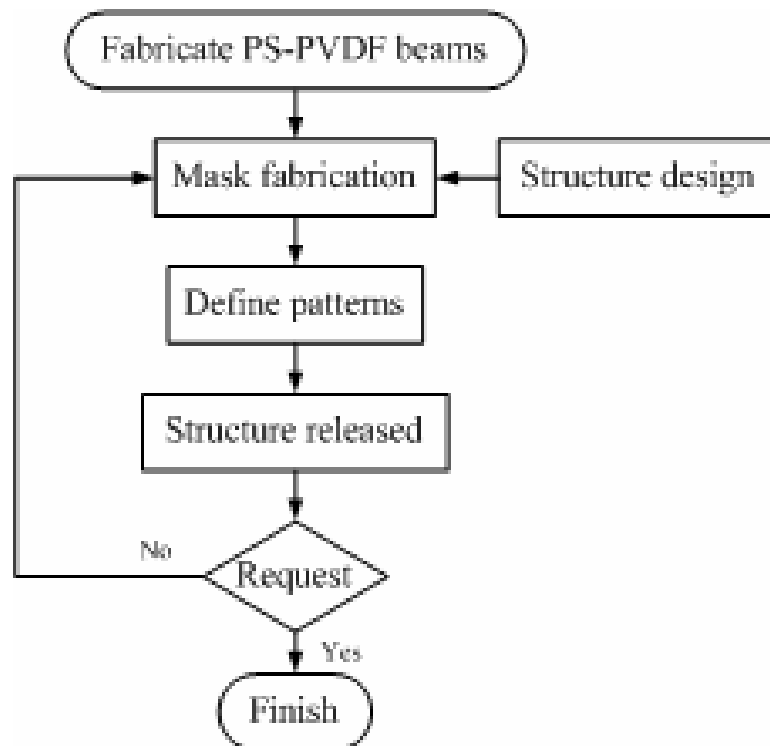 Fabricate PS-PVDF beams
Mask fabrication
Structure design
Define patterns
Structure released
No
Request
Yes
Finish